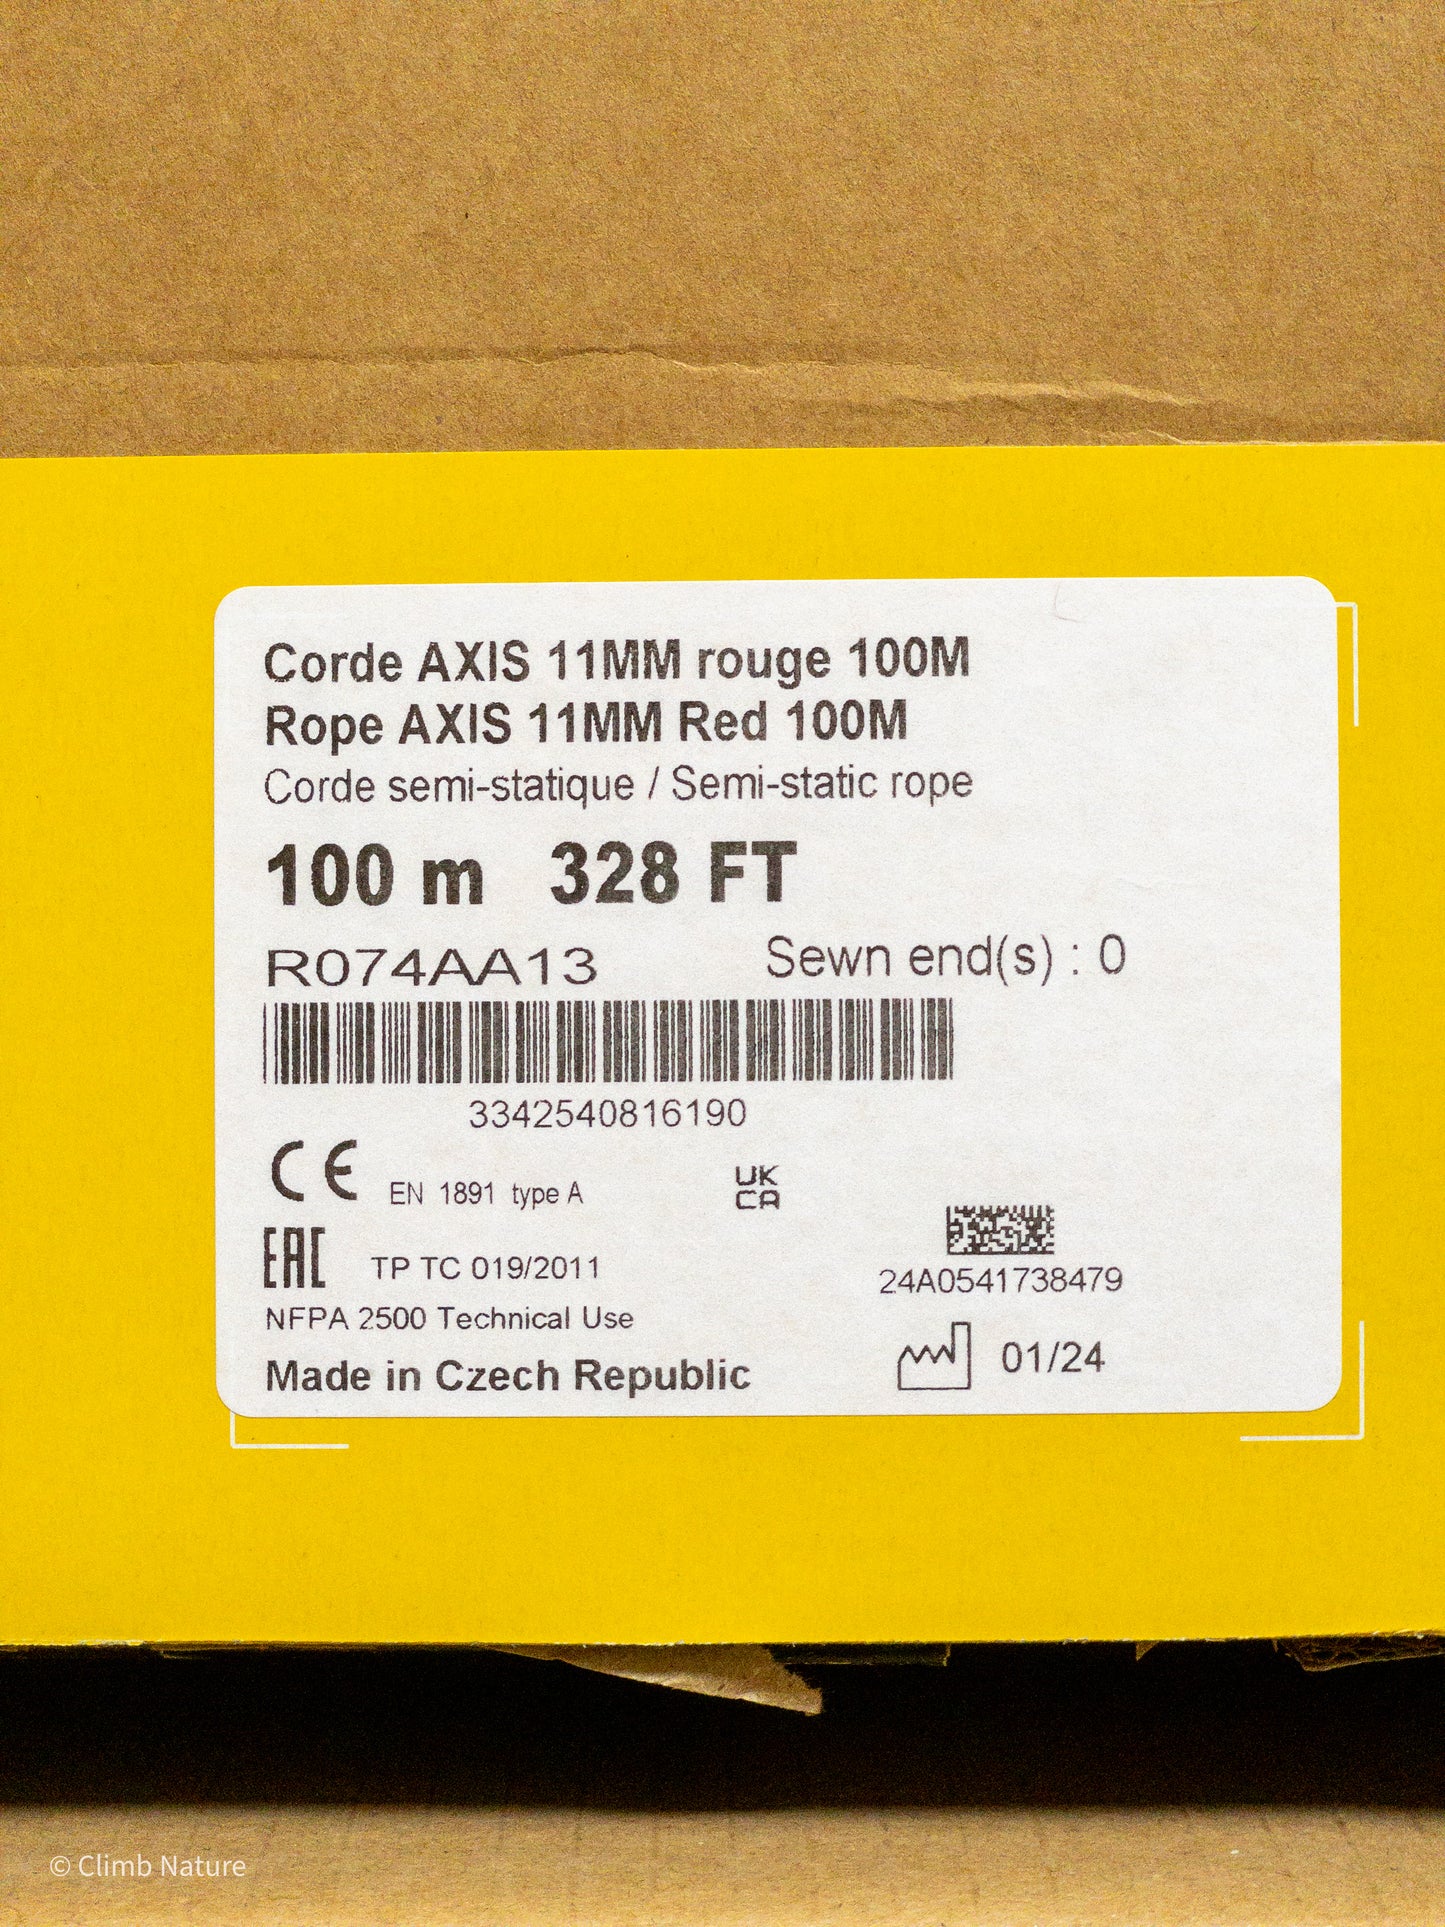 Corde AXIS 11MM rouge 100M
Rope AXIS 11MM Red 100M
Corde semi-statique / Semi-static rope
100 m 328 FT
R074AA13 Sewn end(s) : 0
3342540816190
CE EN 1891 type A UK CA
EAC TP TC 019/2011
24A0541738479
NFPA 2500 Technical Use
Made in Czech Republic 01/24
© Climb Nature